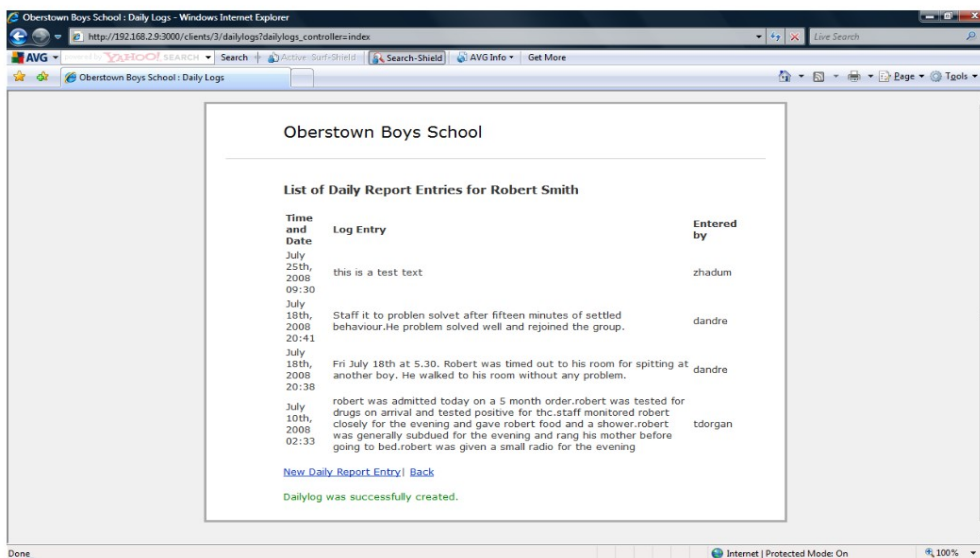 Oberstown Boys School : Daily Logs - Windows Internet Explorer
http://192.168.2.9:3000/clients/3/dailylogs?dailylogs_controller=index
Live Search
AVG powered by YAHOO! SEARCH Search Active Surf-Shield Search-Shield AVG Info Get More
Oberstown Boys School : Daily Logs
Page Tools
Oberstown Boys School
List of Daily Report Entries for Robert Smith
Time
and
Date
Log Entry
Entered
by
July
25th,
2008
09:30
this is a test text
zhadum
July
18th,
2008
20:41
Staff it to problen solvet after fifteen minutes of settled
behaviour.He problem solved well and rejoined the group.
dandre
July
18th,
2008
20:38
Fri July 18th at 5.30. Robert was timed out to his room for spitting at
another boy. He walked to his room without any problem.
dandre
July
10th,
2008
02:33
robert was admitted today on a 5 month order.robert was tested for
drugs on arrival and tested positive for thc.staff monitored robert
closely for the evening and gave robert food and a shower.robert
was generally subdued for the evening and rang his mother before
going to bed.robert was given a small radio for the evening
tdorgan
New Daily Report Entry| Back
Dailylog was successfully created.
Done
Internet | Protected Mode: On
100%